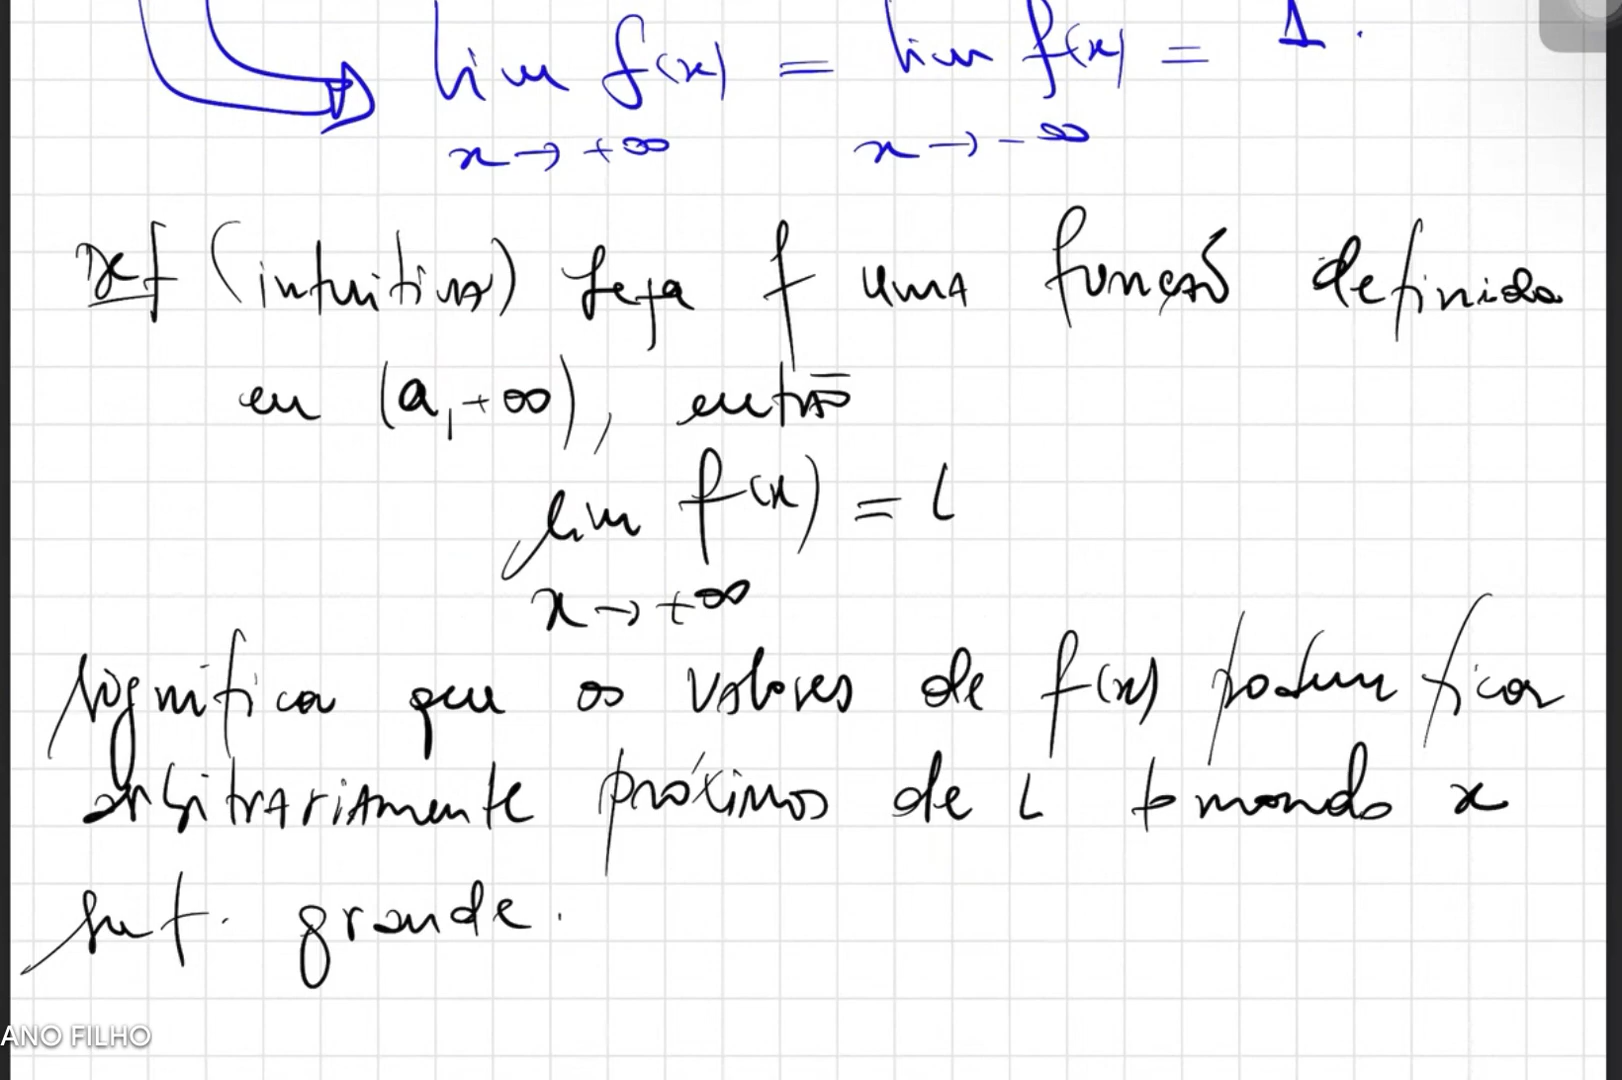 lim f(x) = lim f(x) = 1.
x → +∞ x → -∞
Def (intuitiva) Seja f uma função definida
em (a, +∞), então
lim f(x) = L
x → +∞
significa que os valores de f(x) podem ficar
arbitrariamente próximos de L tomando x
suf. grande.
ANO FILHO